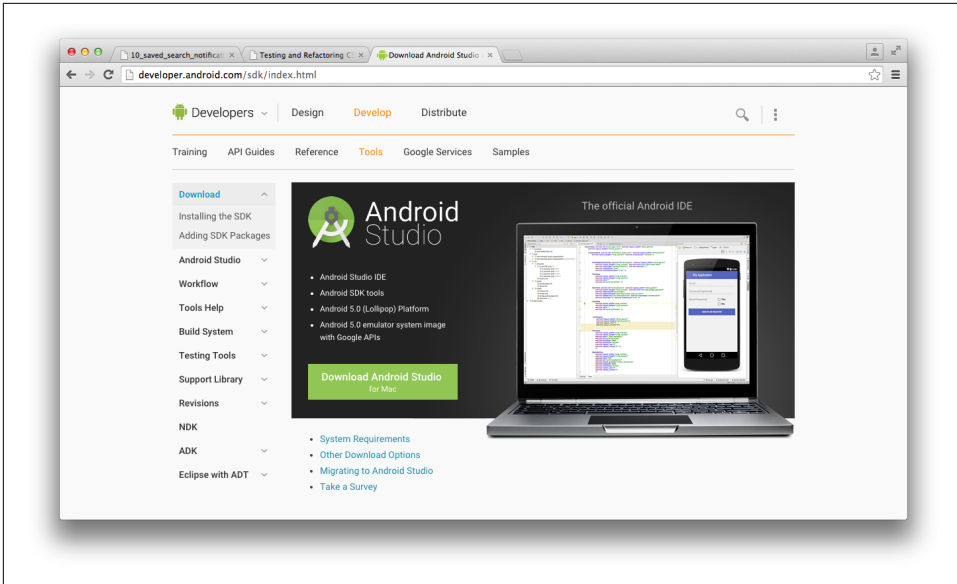 10_saved_search_notificati
Testing and Refactoring C
Download Android Studio
developer.android.com/sdk/index.html
Developers
Design
Develop
Distribute
Training
API Guides
Reference
Tools
Google Services
Samples
Download
Installing the SDK
Adding SDK Packages
Android Studio
Workflow
Tools Help
Build System
Testing Tools
Support Library
Revisions
NDK
ADK
Eclipse with ADT
Android
Studio
• Android Studio IDE
• Android SDK tools
• Android 5.0 (Lollipop) Platform
• Android 5.0 emulator system image
with Google APIs
Download Android Studio
for Mac
The official Android IDE
My Application
• System Requirements
• Other Download Options
• Migrating to Android Studio
• Take a Survey